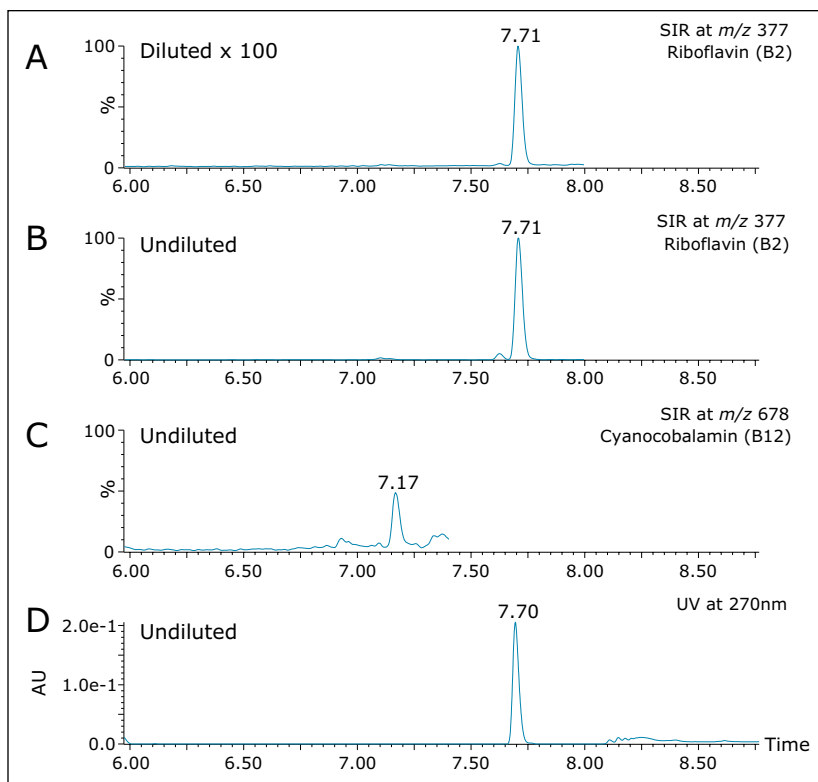 A
Diluted x 100
7.71
SIR at m/z 377
Riboflavin (B2)
100
%
0
6.00 6.50 7.00 7.50 8.00 8.50
B
Undiluted
7.71
SIR at m/z 377
Riboflavin (B2)
100
%
0
6.00 6.50 7.00 7.50 8.00 8.50
C
Undiluted
7.17
SIR at m/z 678
Cyanocobalamin (B12)
100
%
0
6.00 6.50 7.00 7.50 8.00 8.50
D
Undiluted
7.70
UV at 270nm
2.0e-1
AU
1.0e-1
0.0
Time
6.00 6.50 7.00 7.50 8.00 8.50